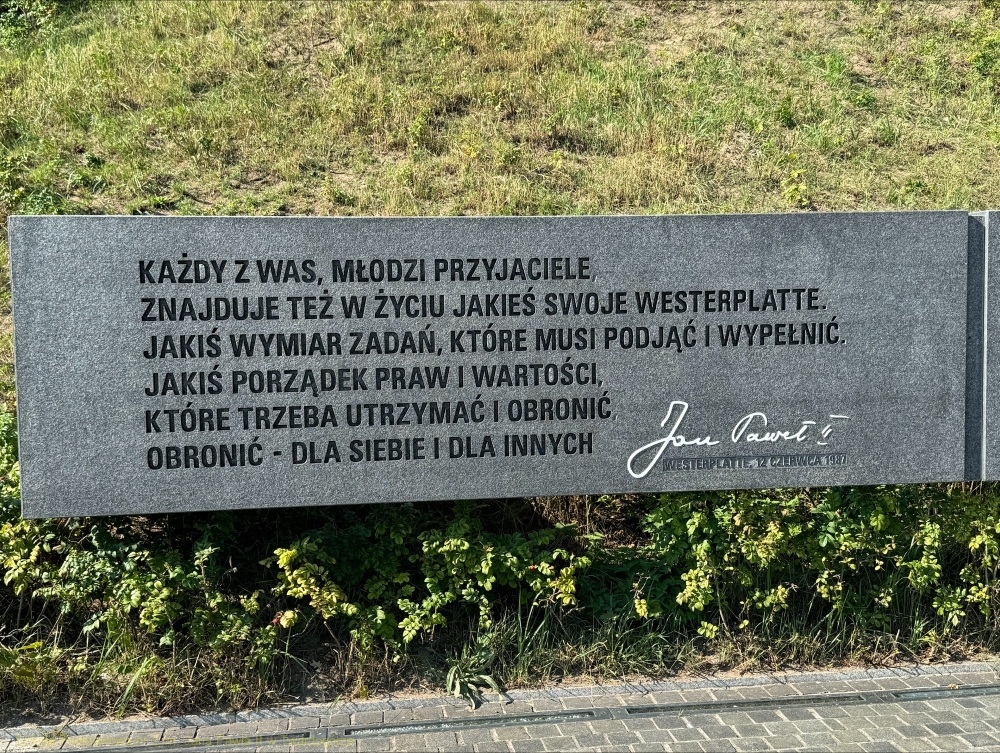 KAŻDY Z WAS, MŁODZI PRZYJACIELE,
ZNAJDUJE TEŻ W ŻYCIU JAKIEŚ SWOJE WESTERPLATTE.
JAKIŚ WYMIAR ZADAŃ, KTÓRE MUSI PODJĄĆ I WYPEŁNIĆ.
JAKIŚ PORZĄDEK PRAW I WARTOŚCI,
KTÓRE TRZEBA UTRZYMAĆ I OBRONIĆ,
OBRONIĆ - DLA SIEBIE I DLA INNYCH
Jan Paweł II
WESTERPLATTE, 12 CZERWCA 1987